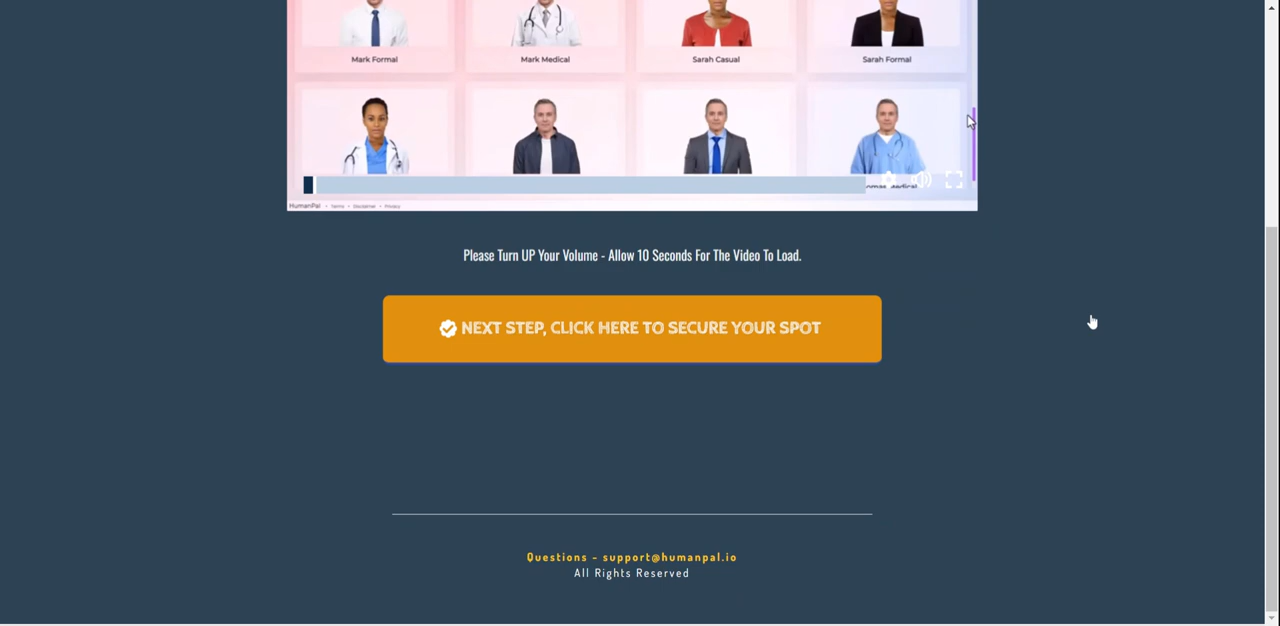 Mark Formal
Mark Medical
Sarah Casual
Sarah Formal
HumanPal • Terms • Disclaimer • Privacy
Please Turn UP Your Volume - Allow 10 Seconds For The Video To Load.
NEXT STEP, CLICK HERE TO SECURE YOUR SPOT
Questions - support@humanpal.io
All Rights Reserved